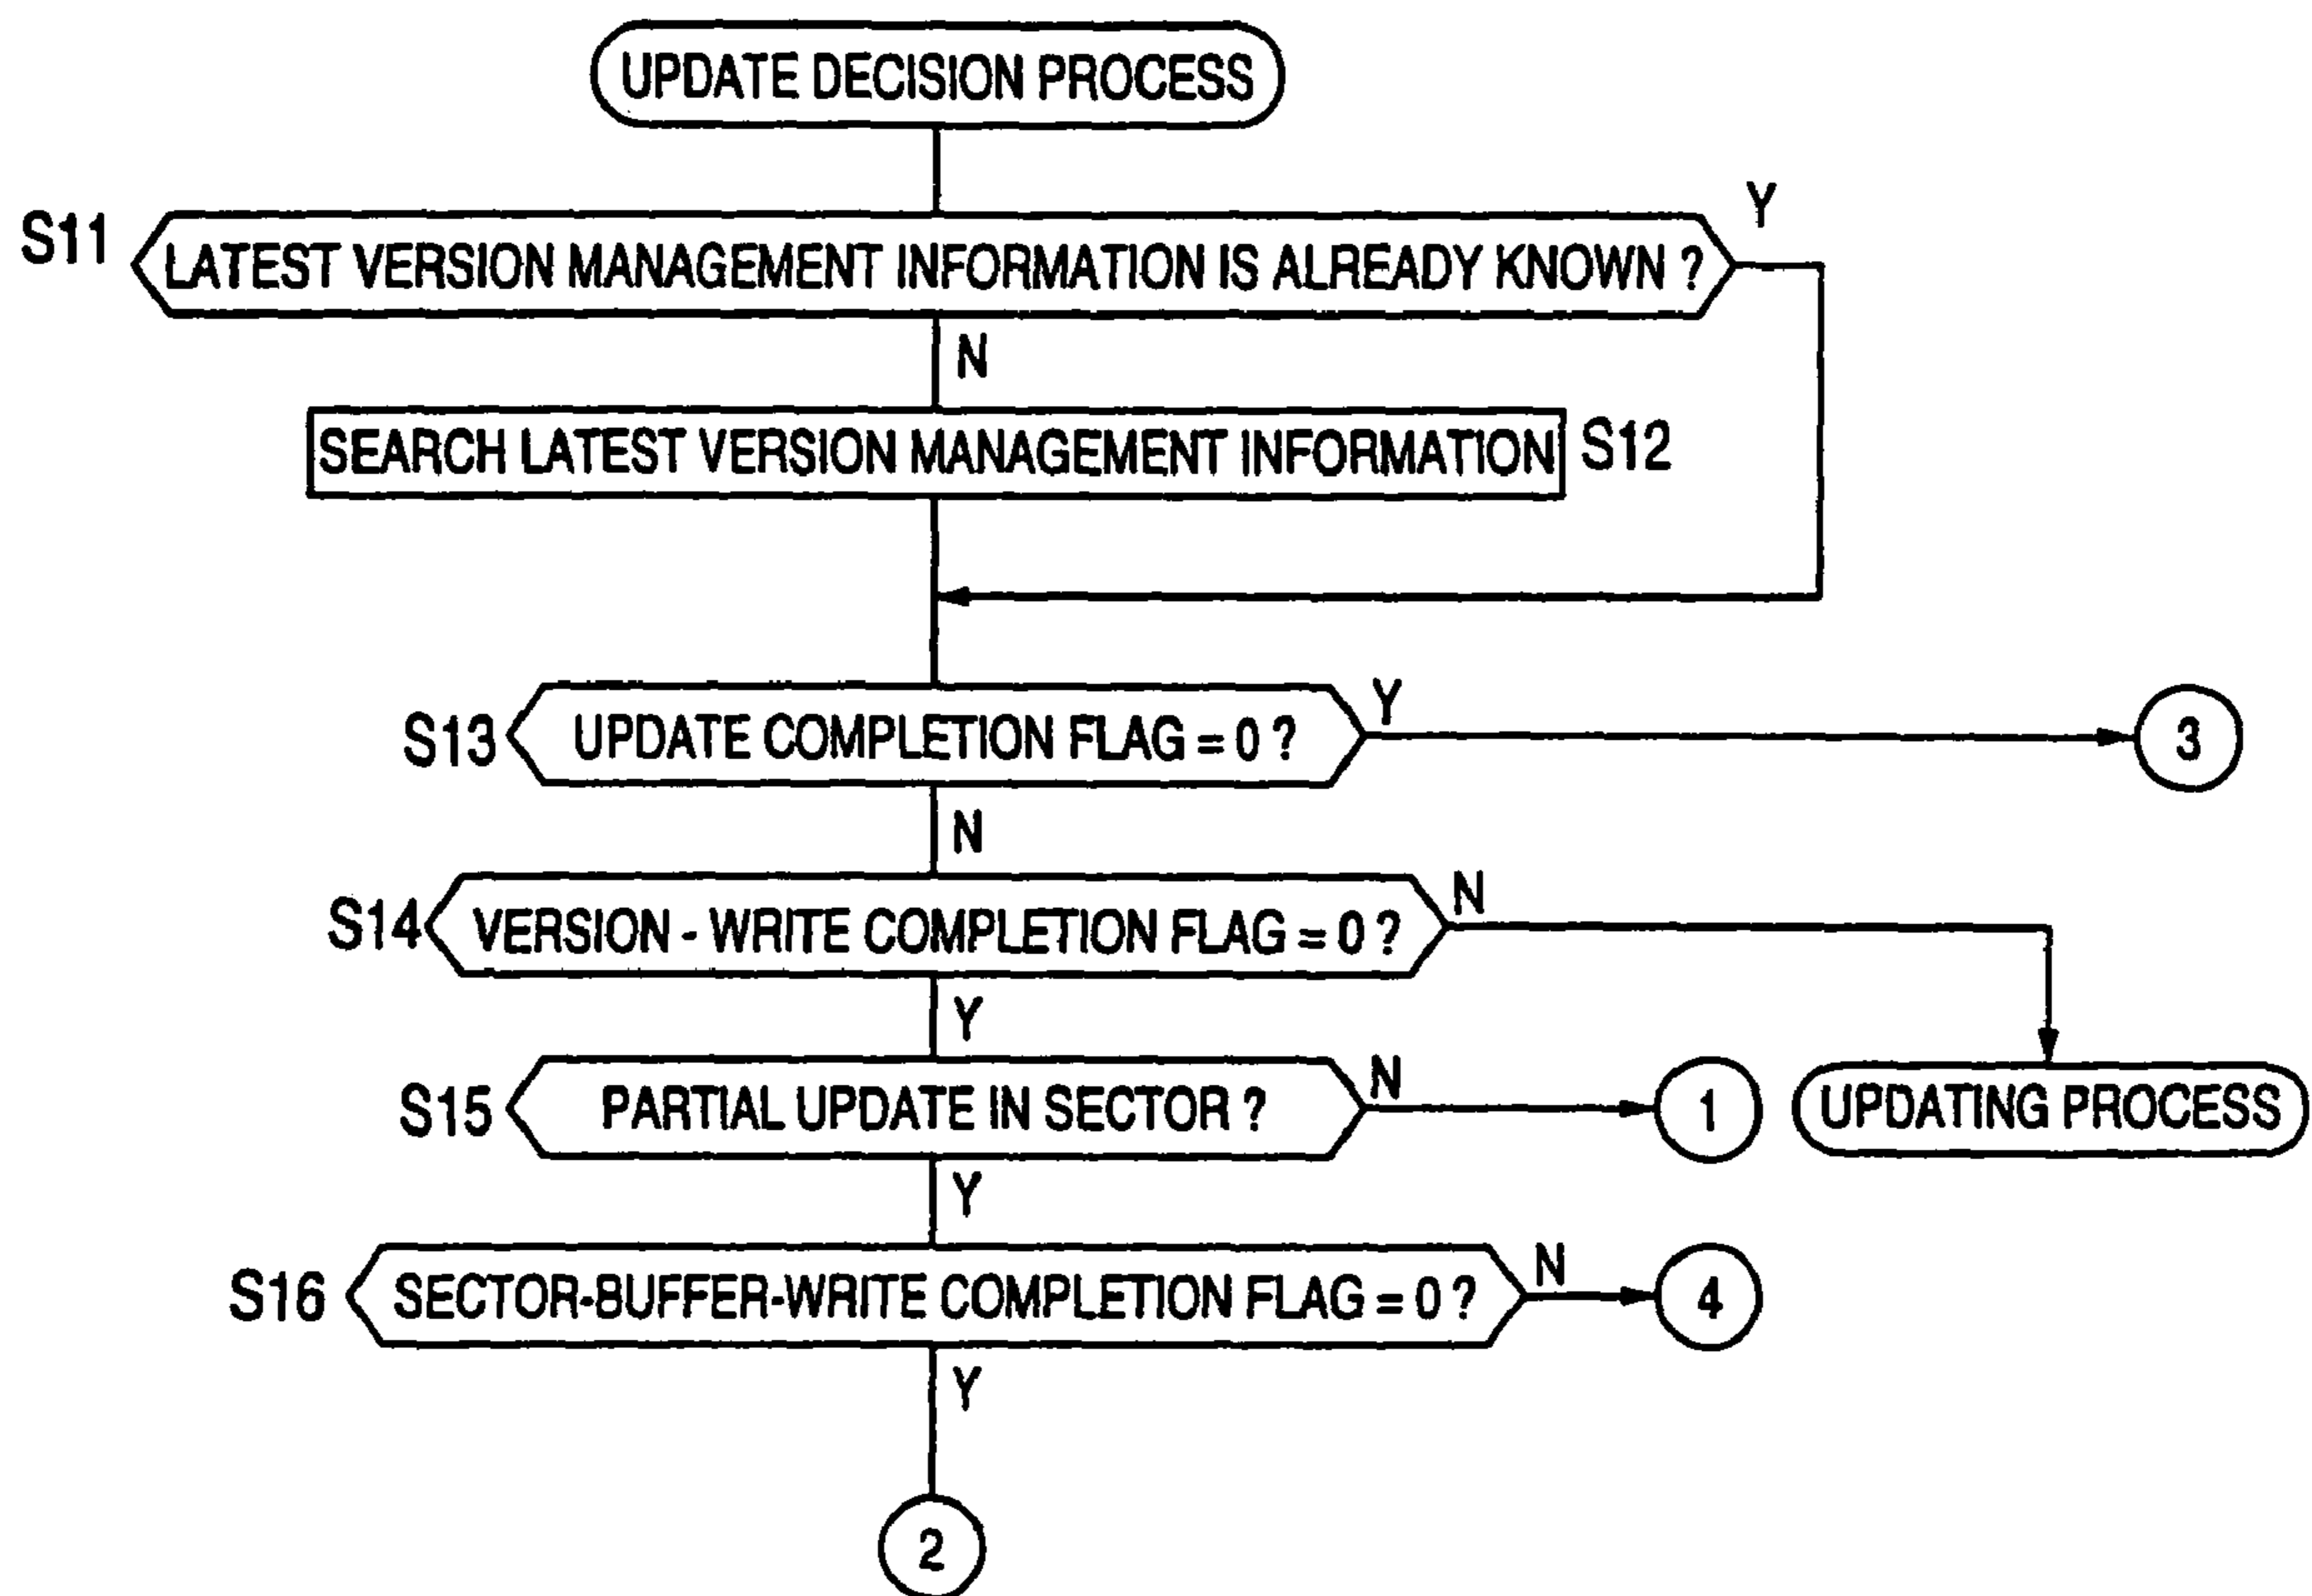 UPDATE DECISION PROCESS
Y
S11 LATEST VERSION MANAGEMENT INFORMATION IS ALREADY KNOWN ?
N
SEARCH LATEST VERSION MANAGEMENT INFORMATION S12
S13 UPDATE COMPLETION FLAG = 0 ? Y 3
N
S14 VERSION - WRITE COMPLETION FLAG = 0 ? N
Y
S15 PARTIAL UPDATE IN SECTOR ? N 1 UPDATING PROCESS
Y
S16 SECTOR-BUFFER-WRITE COMPLETION FLAG = 0 ? N 4
Y
2